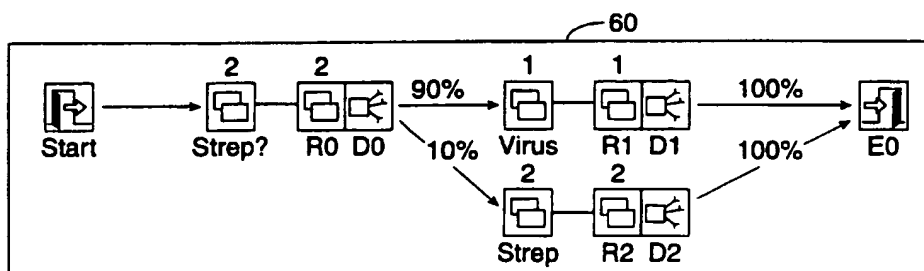 60
2 2 1 1
90% 100%
Start Strep? R0 D0 Virus R1 D1 E0
10% 100%
2 2
Strep R2 D2